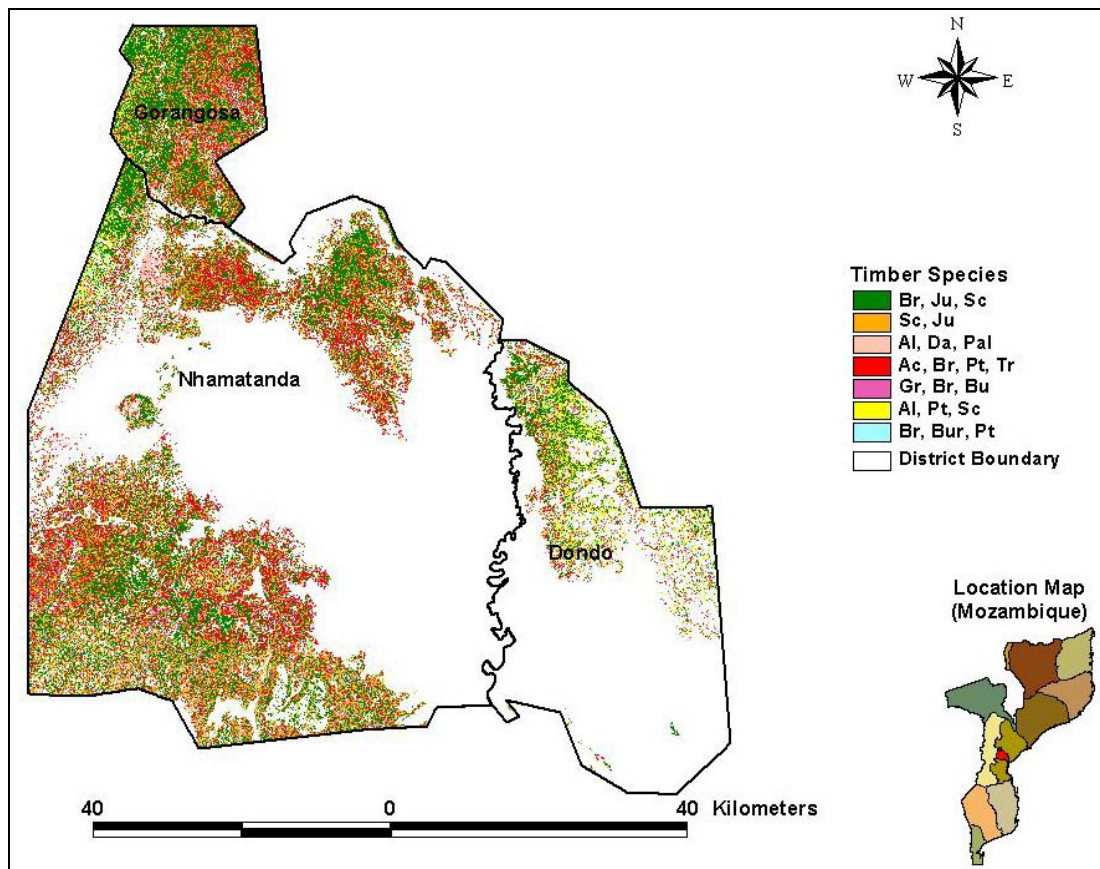 N
W E
S
Gorangosa
Nhamatanda
Dondo
Timber Species
Br, Ju, Sc
Sc, Ju
Al, Da, Pal
Ac, Br, Pt, Tr
Gr, Br, Bu
Al, Pt, Sc
Br, Bur, Pt
District Boundary
Location Map
(Mozambique)
40 0 40 Kilometers